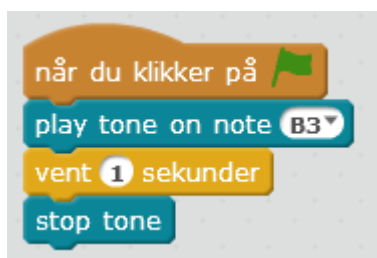 når du klikker på
play tone on note B3
vent 1 sekunder
stop tone